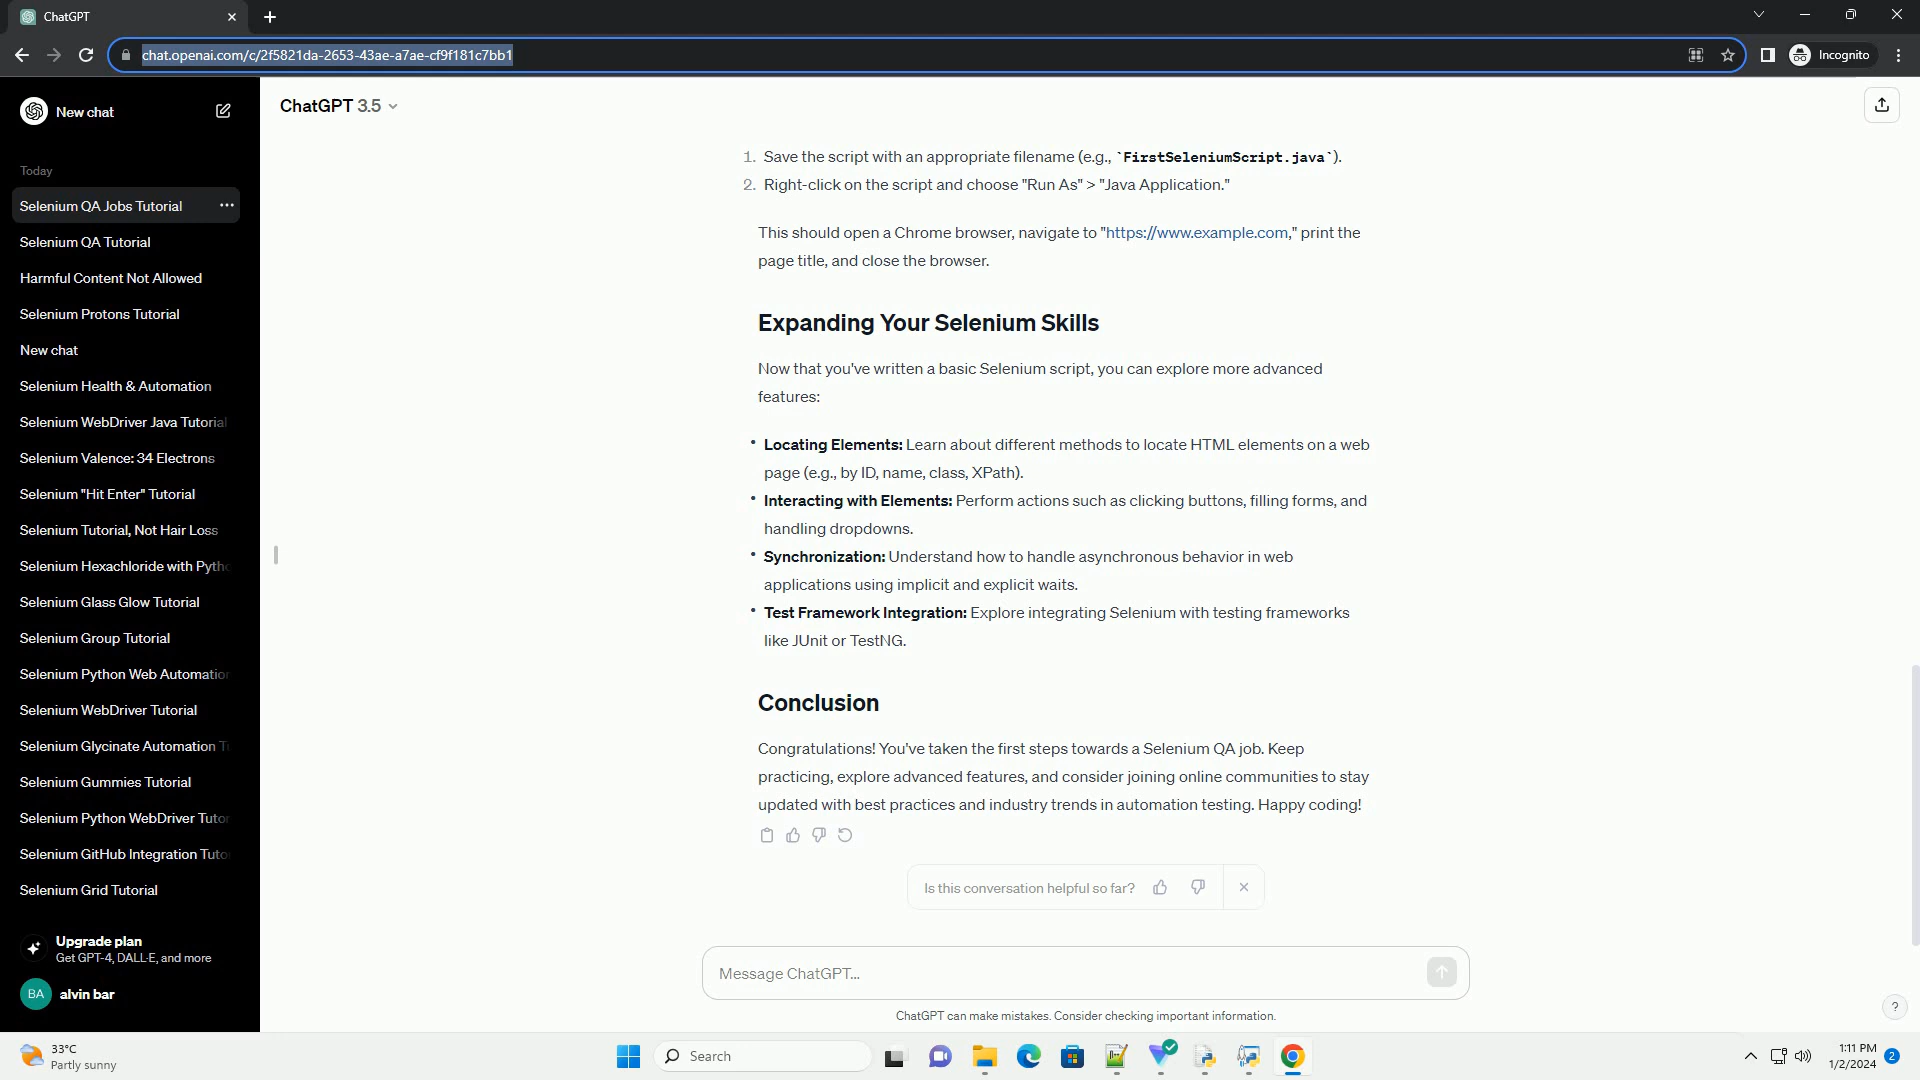 ChatGPT
chat.openai.com/c/2f5821da-2653-43ae-a7ae-cf9f181c7bb1
Incognito
New chat
ChatGPT 3.5
Today
Selenium QA Jobs Tutorial
Selenium QA Tutorial
Harmful Content Not Allowed
Selenium Protons Tutorial
New chat
Selenium Health & Automation
Selenium WebDriver Java Tutorial
Selenium Valence: 34 Electrons
Selenium "Hit Enter" Tutorial
Selenium Tutorial, Not Hair Loss
Selenium Hexachloride with Pytho
Selenium Glass Glow Tutorial
Selenium Group Tutorial
Selenium Python Web Automation
Selenium WebDriver Tutorial
Selenium Glycinate Automation T
Selenium Gummies Tutorial
Selenium Python WebDriver Tutor
Selenium GitHub Integration Tuto
Selenium Grid Tutorial
Upgrade plan
Get GPT-4, DALL·E, and more
BA alvin bar
1. Save the script with an appropriate filename (e.g., `FirstSeleniumScript.java`).
2. Right-click on the script and choose "Run As" > "Java Application."
This should open a Chrome browser, navigate to "https://www.example.com," print the
page title, and close the browser.
Expanding Your Selenium Skills
Now that you've written a basic Selenium script, you can explore more advanced
features:
• Locating Elements: Learn about different methods to locate HTML elements on a web
page (e.g., by ID, name, class, XPath).
• Interacting with Elements: Perform actions such as clicking buttons, filling forms, and
handling dropdowns.
• Synchronization: Understand how to handle asynchronous behavior in web
applications using implicit and explicit waits.
• Test Framework Integration: Explore integrating Selenium with testing frameworks
like JUnit or TestNG.
Conclusion
Congratulations! You've taken the first steps towards a Selenium QA job. Keep
practicing, explore advanced features, and consider joining online communities to stay
updated with best practices and industry trends in automation testing. Happy coding!
Is this conversation helpful so far?
Message ChatGPT...
ChatGPT can make mistakes. Consider checking important information.
?
33°C
Partly sunny
Search
1:11 PM
1/2/2024
2